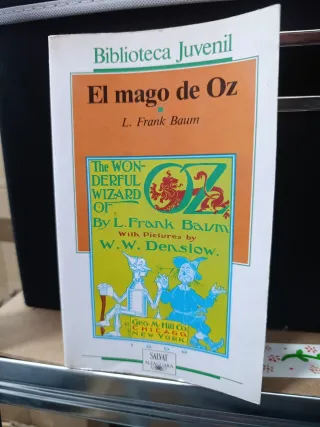 Biblioteca Juvenil
El mago de Oz
L. Frank Baum
The WON-
DERFUL
WIZARD
OF OZ
By L. Frank Baum
With Pictures by
W. W. Denslow.
Geo. M. Hill Co.
CHICAGO
NEW YORK.
SALVAT
ALFAGUARA